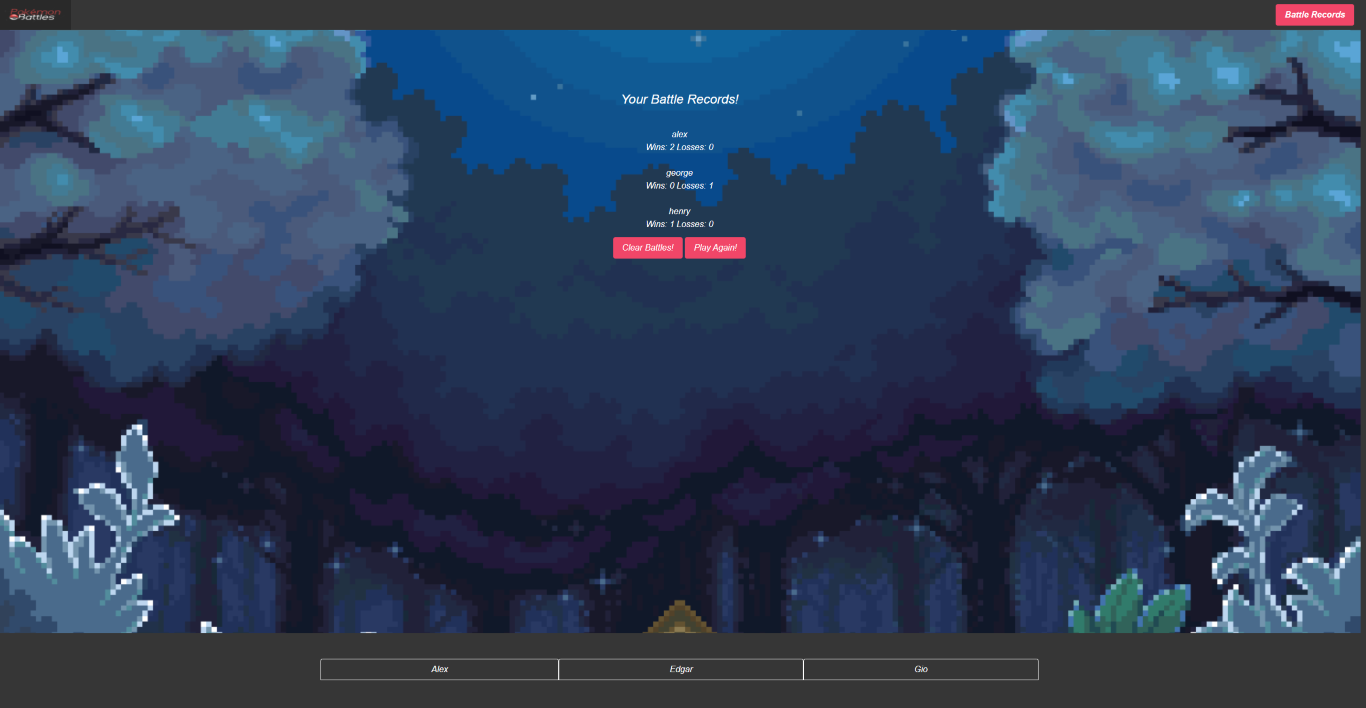 Pokémon
Battles
Battle Records
Your Battle Records!
alex
Wins: 2 Losses: 0
george
Wins: 0 Losses: 1
henry
Wins: 1 Losses: 0
Clear Battles! Play Again!
Alex Edgar Gio